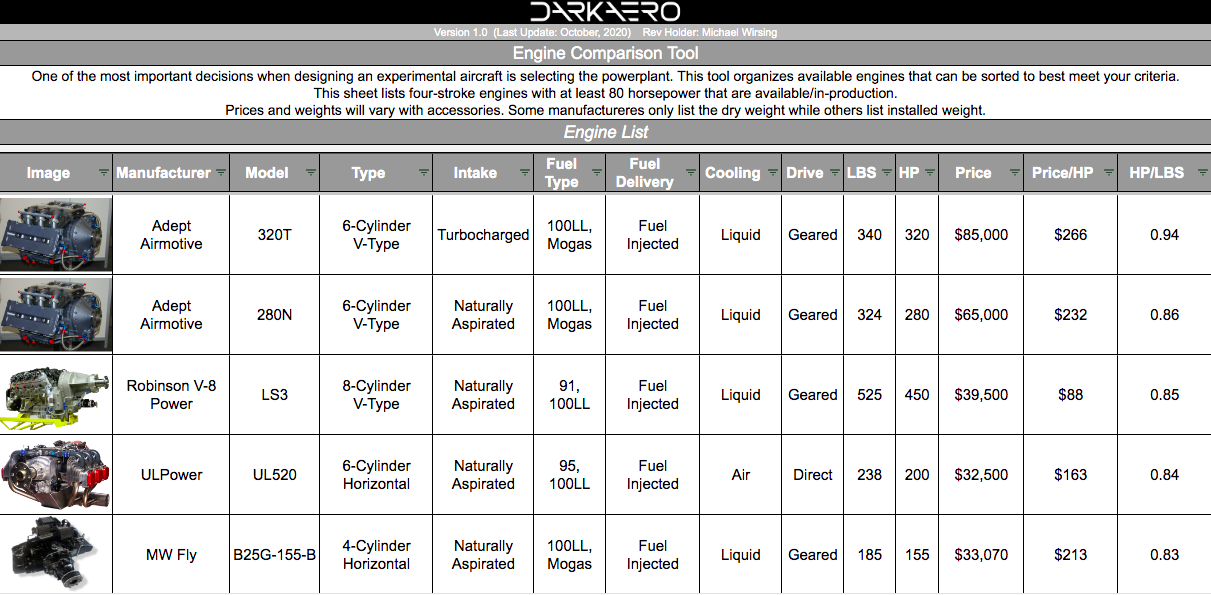 DARKAERO
Version 1.0 (Last Update: October, 2020) Rev Holder: Michael Wirsing
Engine Comparison Tool
One of the most important decisions when designing an experimental aircraft is selecting the powerplant. This tool organizes available engines that can be sorted to best meet your criteria.
This sheet lists four-stroke engines with at least 80 horsepower that are available/in-production.
Prices and weights will vary with accessories. Some manufactureres only list the dry weight while others list installed weight.
Engine List
Image Manufacturer Model Type Intake Fuel Type Fuel Delivery Cooling Drive LBS HP Price Price/HP HP/LBS
Adept Airmotive 320T 6-Cylinder V-Type Turbocharged 100LL, Mogas Fuel Injected Liquid Geared 340 320 $85,000 $266 0.94
Adept Airmotive 280N 6-Cylinder V-Type Naturally Aspirated 100LL, Mogas Fuel Injected Liquid Geared 324 280 $65,000 $232 0.86
Robinson V-8 Power LS3 8-Cylinder V-Type Naturally Aspirated 91, 100LL Fuel Injected Liquid Geared 525 450 $39,500 $88 0.85
ULPower UL520 6-Cylinder Horizontal Naturally Aspirated 95, 100LL Fuel Injected Air Direct 238 200 $32,500 $163 0.84
MW Fly B25G-155-B 4-Cylinder Horizontal Naturally Aspirated 100LL, Mogas Fuel Injected Liquid Geared 185 155 $33,070 $213 0.83